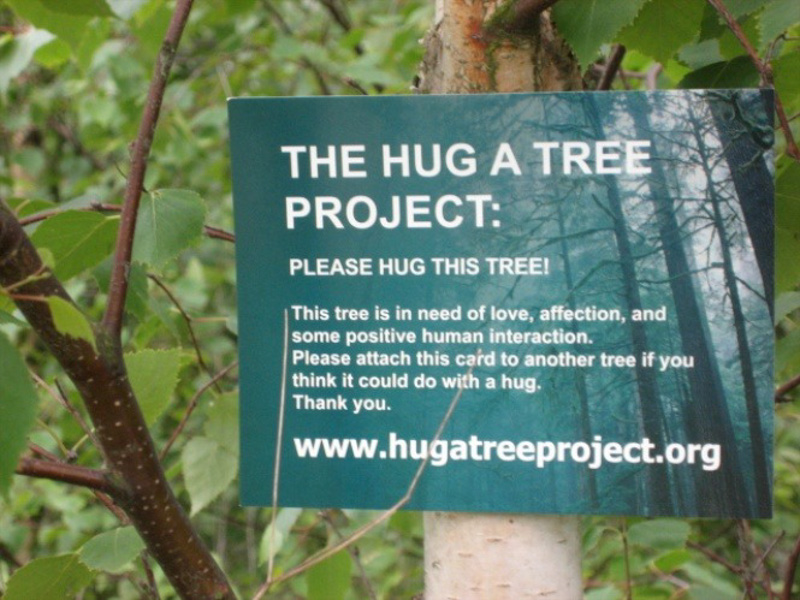 THE HUG A TREE
PROJECT:
PLEASE HUG THIS TREE!
This tree is in need of love, affection, and
some positive human interaction.
Please attach this card to another tree if you
think it could do with a hug.
Thank you.
www.hugatreeproject.org